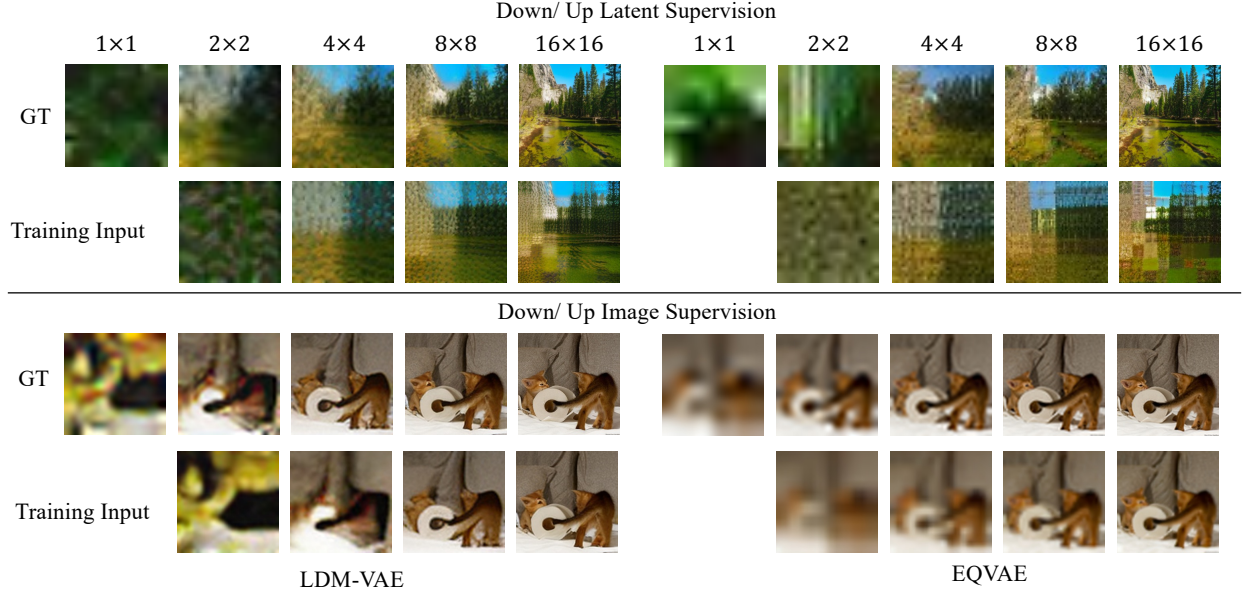 Down/ Up Latent Supervision
1×1 2×2 4×4 8×8 16×16 1×1 2×2 4×4 8×8 16×16
GT
Training Input
Down/ Up Image Supervision
GT
Training Input
LDM-VAE EQVAE